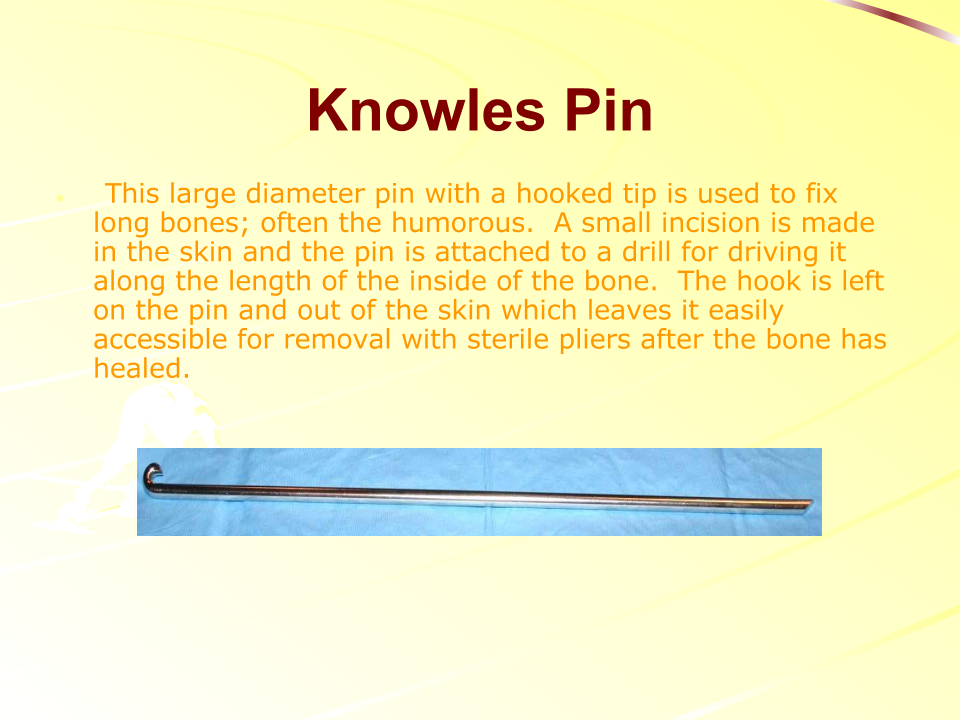 Knowles Pin
This large diameter pin with a hooked tip is used to fix
long bones; often the humorous.  A small incision is made
in the skin and the pin is attached to a drill for driving it
along the length of the inside of the bone.  The hook is left
on the pin and out of the skin which leaves it easily
accessible for removal with sterile pliers after the bone has
healed.